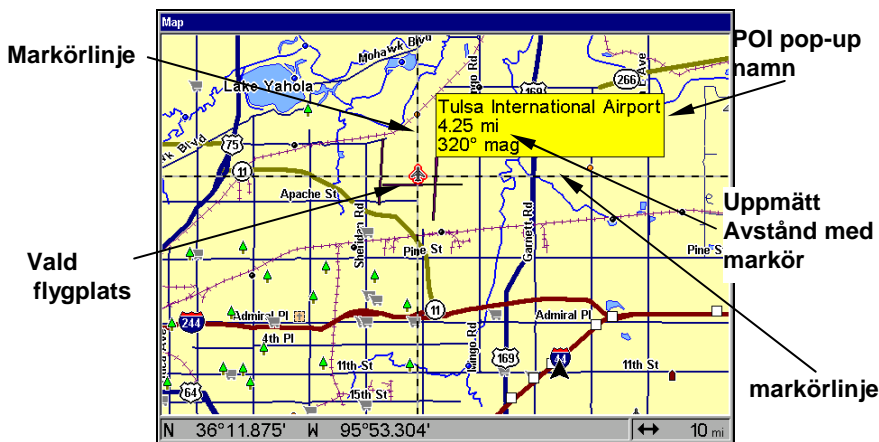 Map
Markörlinje
POI pop-up
namn
Mohawk Blvd
Lake Yahola
266
169
Tulsa International Airport
4.25 mi
320° mag
75
11
Apache St
Sheridan Rd
Garnett Rd
Pine St
Pine S
Uppmätt
Avstånd med
markör
Vald
flygplats
11
244
Admiral Pl
Admiral Pl
4th Pl
Mingo Rd
169
44
11th St
11th St
15th St
64
markörlinje
N 36°11.875' W 95°53.304'
10 mi